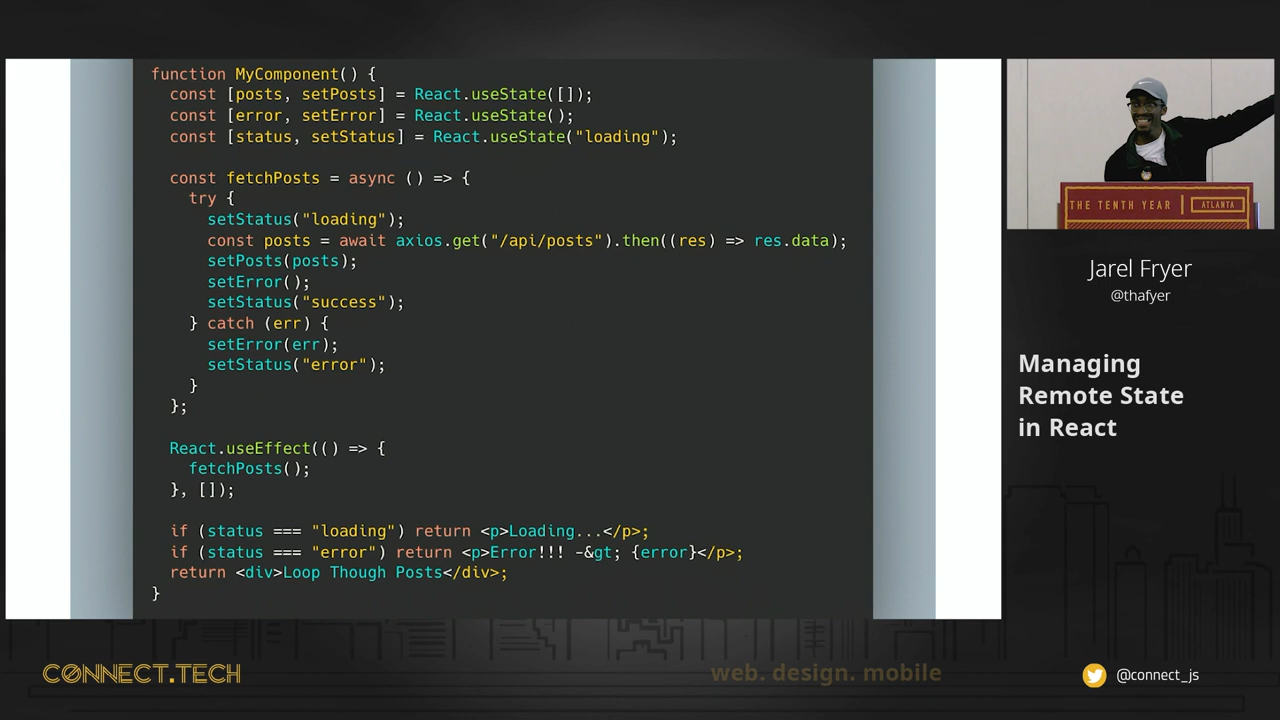 function MyComponent() {
  const [posts, setPosts] = React.useState([]);
  const [error, setError] = React.useState();
  const [status, setStatus] = React.useState("loading");

  const fetchPosts = async () => {
    try {
      setStatus("loading");
      const posts = await axios.get("/api/posts").then((res) => res.data);
      setPosts(posts);
      setError();
      setStatus("success");
    } catch (err) {
      setError(err);
      setStatus("error");
    }
  };

  React.useEffect(() => {
    fetchPosts();
  }, []);

  if (status === "loading") return <p>Loading...</p>;
  if (status === "error") return <p>Error!!! -&gt; {error}</p>;
  return <div>Loop Though Posts</div>;
}
THE TENTH YEAR | ATLANTA
Jarel Fryer
@thafyer
Managing
Remote State
in React
CONNECT.TECH
web. design. mobile
@connect_js